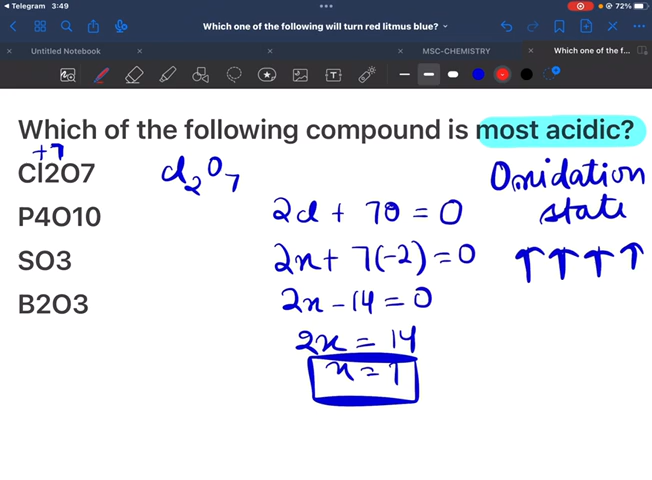 Telegram 3:49
72%
Which one of the following will turn red litmus blue?
Untitled Notebook
MSC-CHEMISTRY
Which one of the f...
Which of the following compound is most acidic?
+7
Cl2O7
Cl2O7
P4O10
SO3
B2O3
2Cl + 7O = 0
2x + 7(-2) = 0
2x - 14 = 0
2x = 14
x = 7
Oxidation
state
↑ ↑ ↑ ↑